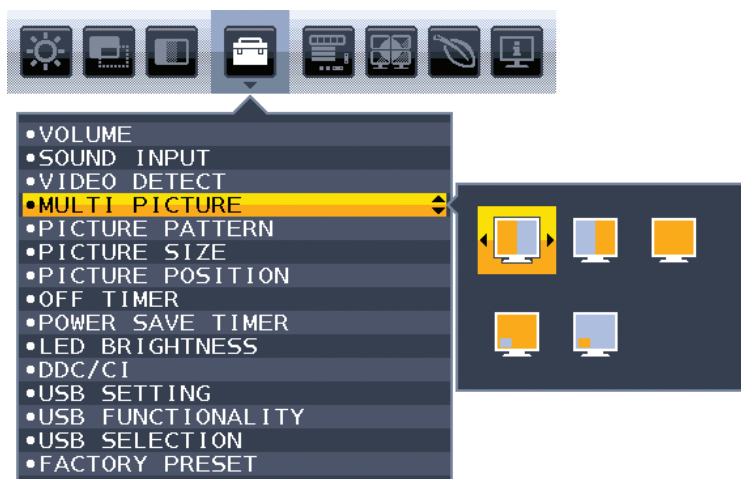 •VOLUME
•SOUND INPUT
•VIDEO DETECT
•MULTI PICTURE
•PICTURE PATTERN
•PICTURE SIZE
•PICTURE POSITION
•OFF TIMER
•POWER SAVE TIMER
•LED BRIGHTNESS
•DDC/CI
•USB SETTING
•USB FUNCTIONALITY
•USB SELECTION
•FACTORY PRESET